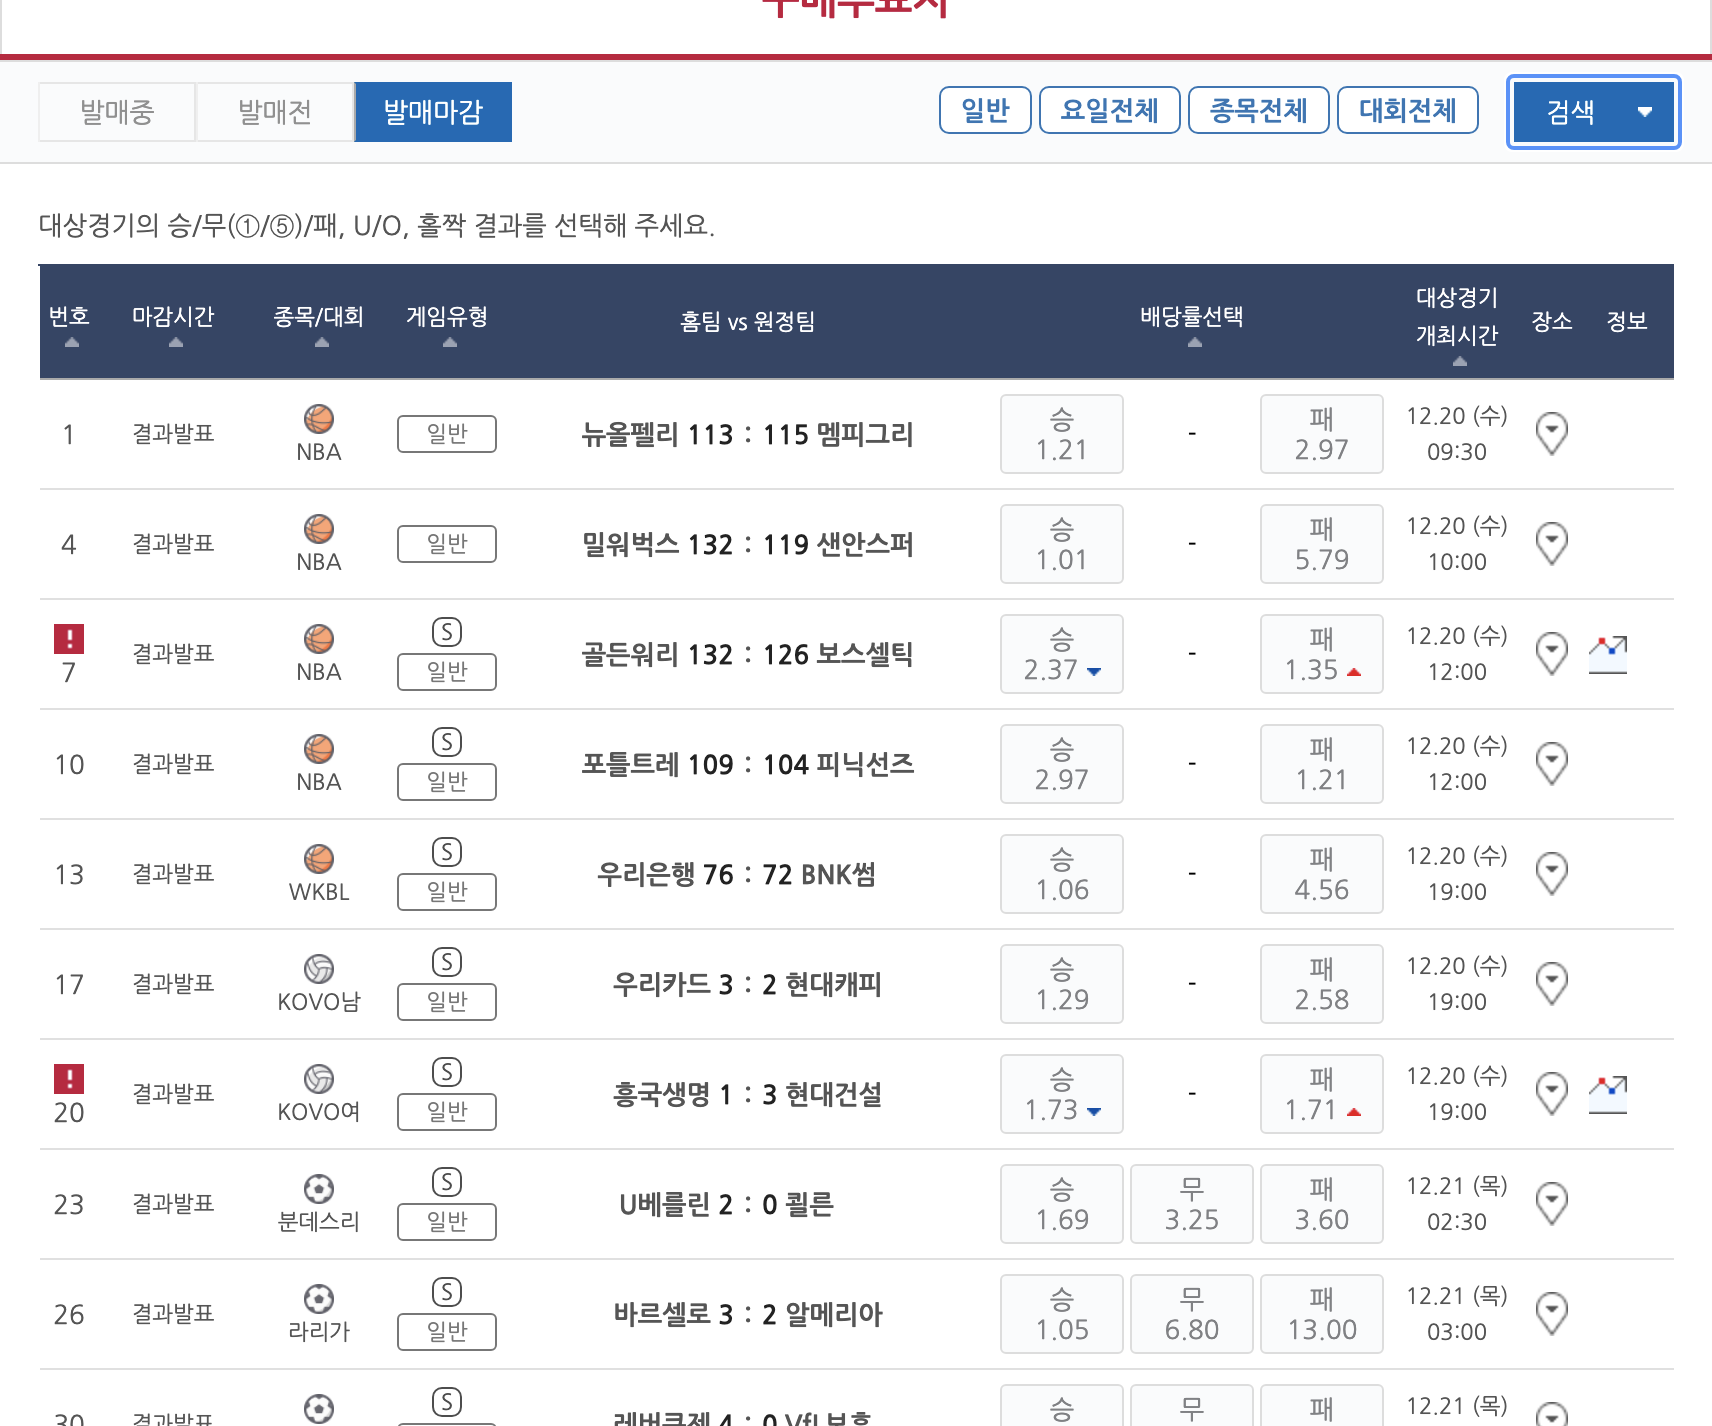 구매투표지
발매중 발매전 발매마감 일반 요일전체 종목전체 대회전체 검색
대상경기의 승/무(①/⑤)/패, U/O, 홀짝 결과를 선택해 주세요.
번호 마감시간 종목/대회 게임유형 홈팀 vs 원정팀 배당률선택 대상경기 개최시간 장소 정보
1 결과발표 NBA 일반 뉴올펠리 113 : 115 멤피그리 승 1.21 - 패 2.97 12.20 (수) 09:30
4 결과발표 NBA 일반 밀워벅스 132 : 119 샌안스퍼 승 1.01 - 패 5.79 12.20 (수) 10:00
! 7 결과발표 NBA S 일반 골든워리 132 : 126 보스셀틱 승 2.37 - 패 1.35 12.20 (수) 12:00
10 결과발표 NBA S 일반 포틀트레 109 : 104 피닉선즈 승 2.97 - 패 1.21 12.20 (수) 12:00
13 결과발표 WKBL S 일반 우리은행 76 : 72 BNK썸 승 1.06 - 패 4.56 12.20 (수) 19:00
17 결과발표 KOVO남 S 일반 우리카드 3 : 2 현대캐피 승 1.29 - 패 2.58 12.20 (수) 19:00
! 20 결과발표 KOVO여 S 일반 흥국생명 1 : 3 현대건설 승 1.73 - 패 1.71 12.20 (수) 19:00
23 결과발표 분데스리 S 일반 U베를린 2 : 0 쾰른 승 1.69 무 3.25 패 3.60 12.21 (목) 02:30
26 결과발표 라리가 S 일반 바르셀로 3 : 2 알메리아 승 1.05 무 6.80 패 13.00 12.21 (목) 03:00
30 결과발표 S 레버쿠젠 4 : 0 VfL보훔 승 무 패 12.21 (목)